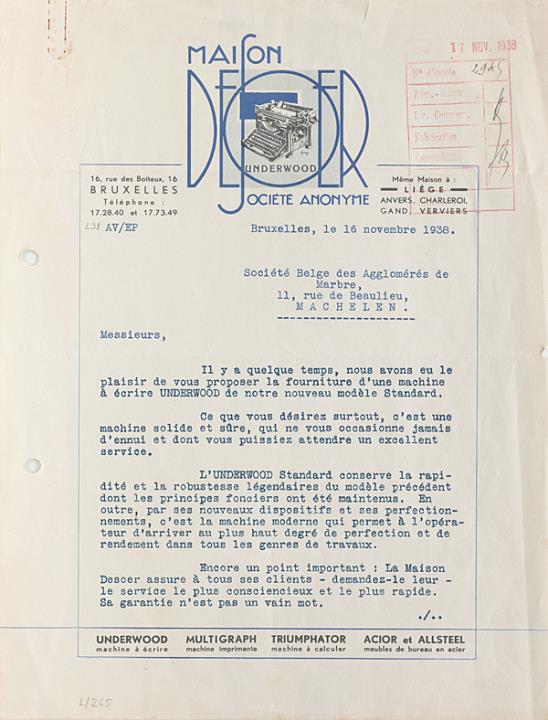 17 NOV. 1938
N° d'entrée 2945
Dir. Commer.
Fabrication
Comptabilité
MAISON
DESOER
UNDERWOOD
SOCIÉTÉ ANONYME
16, rue des Boiteux, 16
BRUXELLES
Téléphone :
17.28.40 et 17.73.49
Même Maison à :
LIÉGE
ANVERS, CHARLEROI,
GAND, VERVIERS
AV/EP
Bruxelles, le 16 novembre 1938.
Société Belge des Agglomérés de
Marbre,
11, rue de Beaulieu,
MACHELEN.
Messieurs,
Il y a quelque temps, nous avons eu le
plaisir de vous proposer la fourniture d'une machine
à écrire UNDERWOOD de notre nouveau modèle Standard.
Ce que vous désirez surtout, c'est une
machine solide et sûre, qui ne vous occasionne jamais
d'ennui et dont vous puissiez attendre un excellent
service.
L'UNDERWOOD Standard conserve la rapi-
dité et la robustesse légendaires du modèle précédent
dont les principes fonciers ont été maintenus. En
outre, par ses nouveaux dispositifs et ses perfection-
nements, c'est la machine moderne qui permet à l'opéra-
teur d'arriver au plus haut degré de perfection et de
rendement dans tous les genres de travaux.
Encore un point important : La Maison
Desoer assure à tous ses clients - demandez-le leur -
le service le plus consciencieux et le plus rapide.
Sa garantie n'est pas un vain mot.
./..
UNDERWOOD MULTIGRAPH TRIUMPHATOR ACIOR et ALLSTEEL
machine à écrire machine imprimante machine à calculer meubles de bureau en acier
L/265